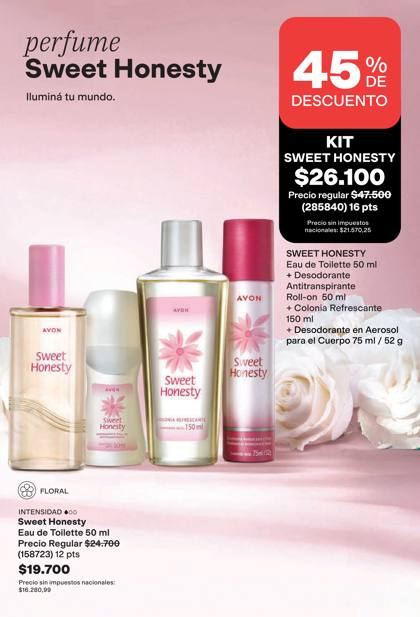 perfume
Sweet Honesty
Iluminá tu mundo.
45% DE
DESCUENTO
KIT
SWEET HONESTY
$26.100
Precio regular $47.500
(285840) 16 pts
Precio sin impuestos
nacionales: $21.570,25
SWEET HONESTY
Eau de Toilette 50 ml
+ Desodorante
Antitranspirante
Roll-on 50 ml
+ Colonia Refrescante
150 ml
+ Desodorante en Aerosol
para el Cuerpo 75 ml / 52 g
AVON
Sweet
Honesty
AVON
Sweet
Honesty
AVON
Sweet
Honesty
COLONIA REFRESCANTE
150 ml
AVON
Sweet
Honesty
FLORAL
INTENSIDAD
Sweet Honesty
Eau de Toilette 50 ml
Precio Regular $24.700
(158723) 12 pts
$19.700
Precio sin impuestos nacionales:
$16.280,99